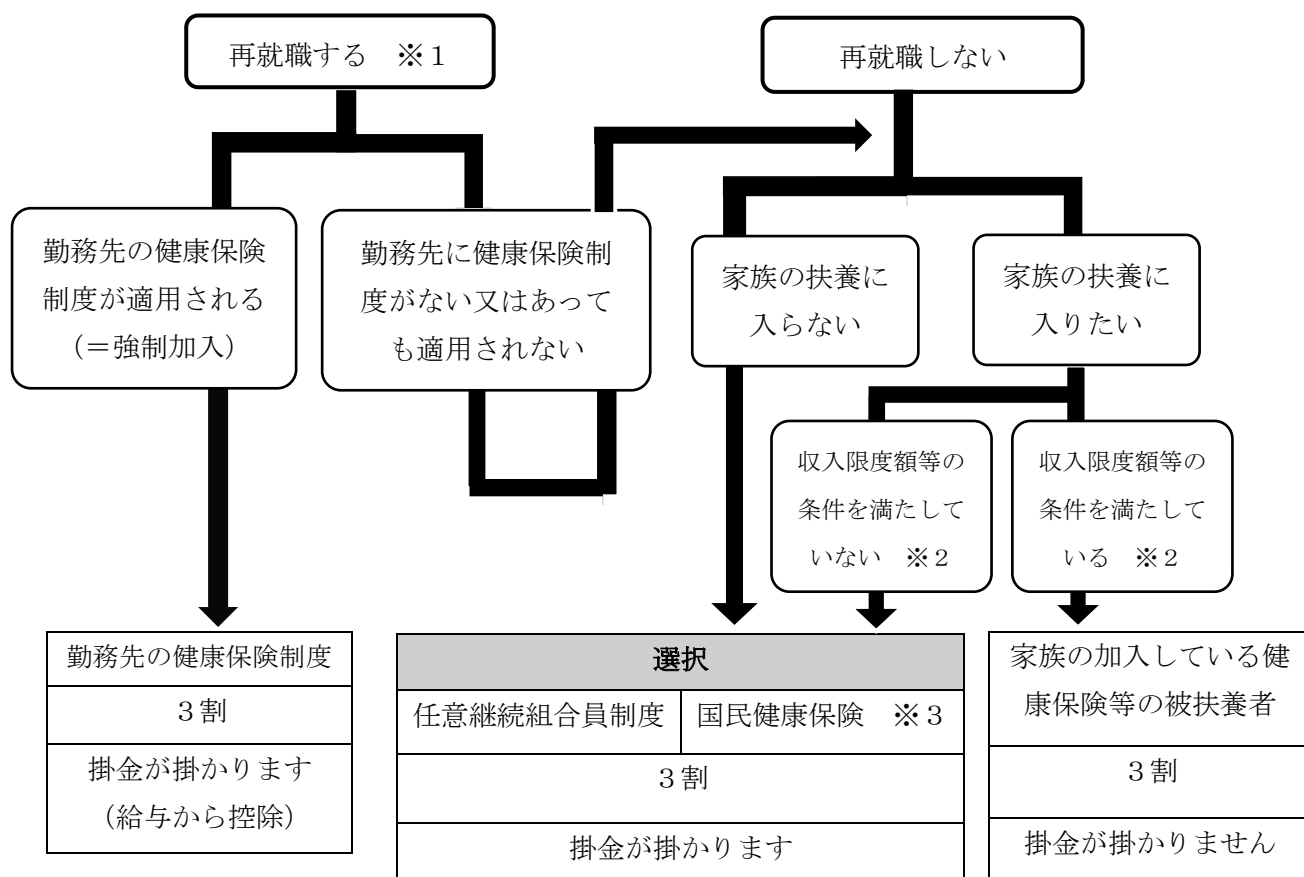 再就職する　※１
再就職しない
勤務先の健康保険
制度が適用される
（＝強制加入）
勤務先に健康保険制
度がない又はあって
も適用されない
家族の扶養に
入らない
家族の扶養に
入りたい
収入限度額等の
条件を満たして
いない　※２
収入限度額等の
条件を満たして
いる　※２
勤務先の健康保険制度
３割
掛金が掛かります
（給与から控除）
選択
任意継続組合員制度
国民健康保険　※３
３割
掛金が掛かります
家族の加入している健
康保険等の被扶養者
３割
掛金が掛かりません